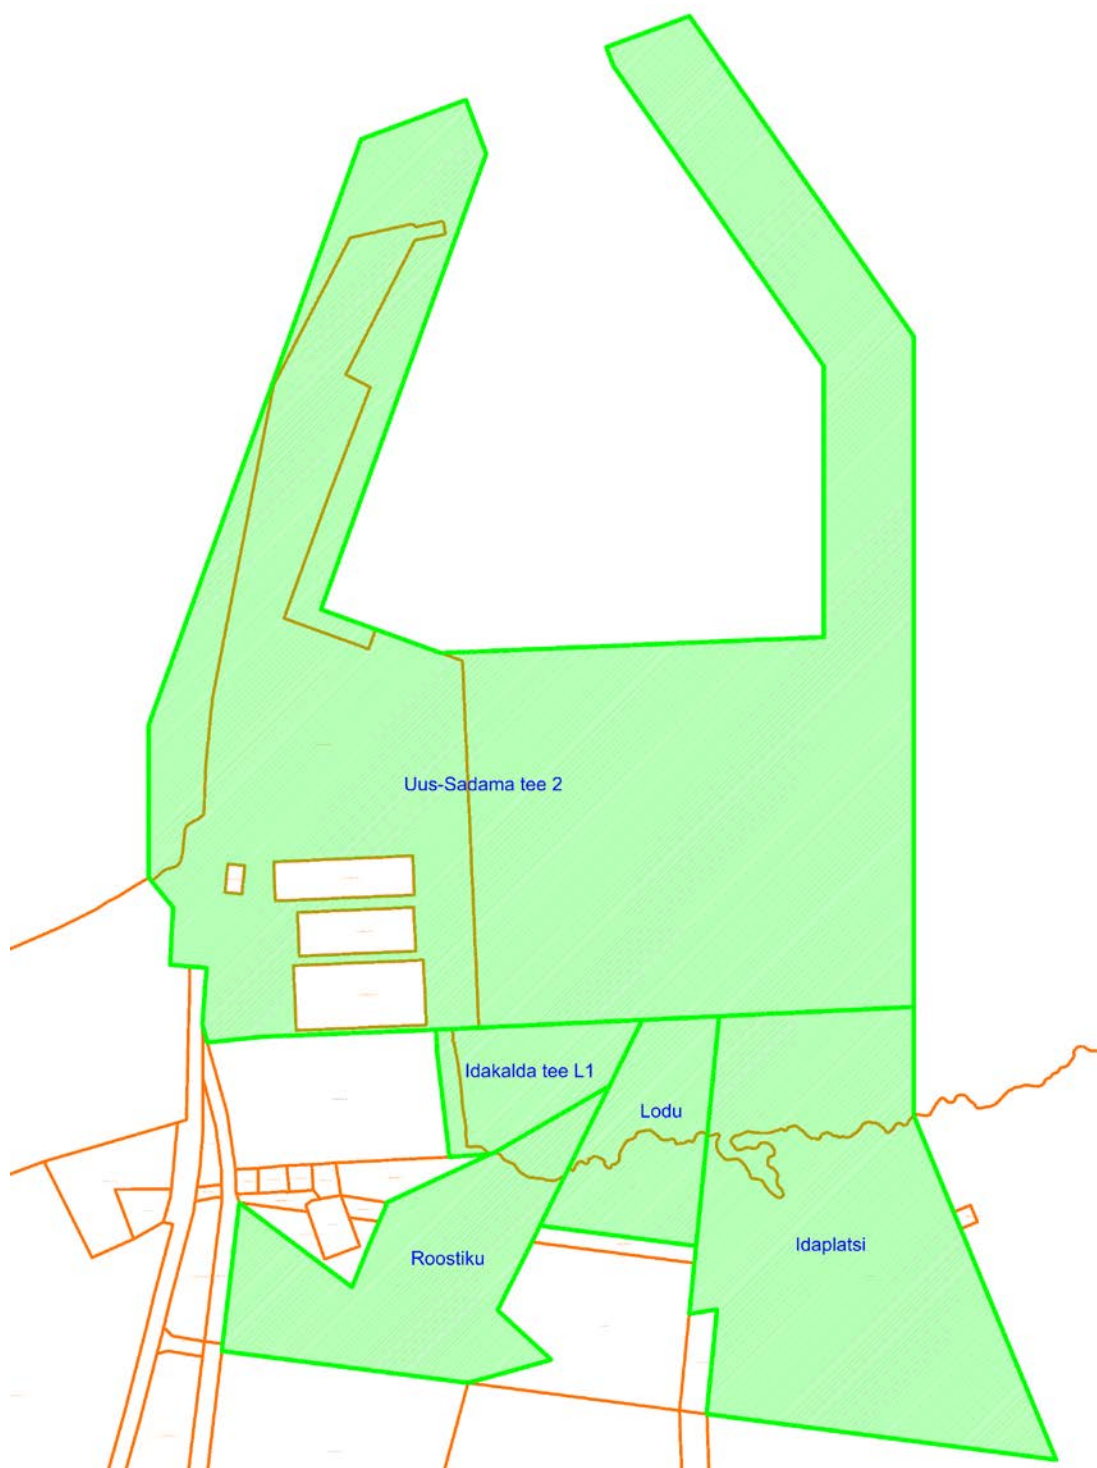 Uus-Sadama tee 2
Idakalda tee L1
Lodu
Roostiku
Idaplatsi